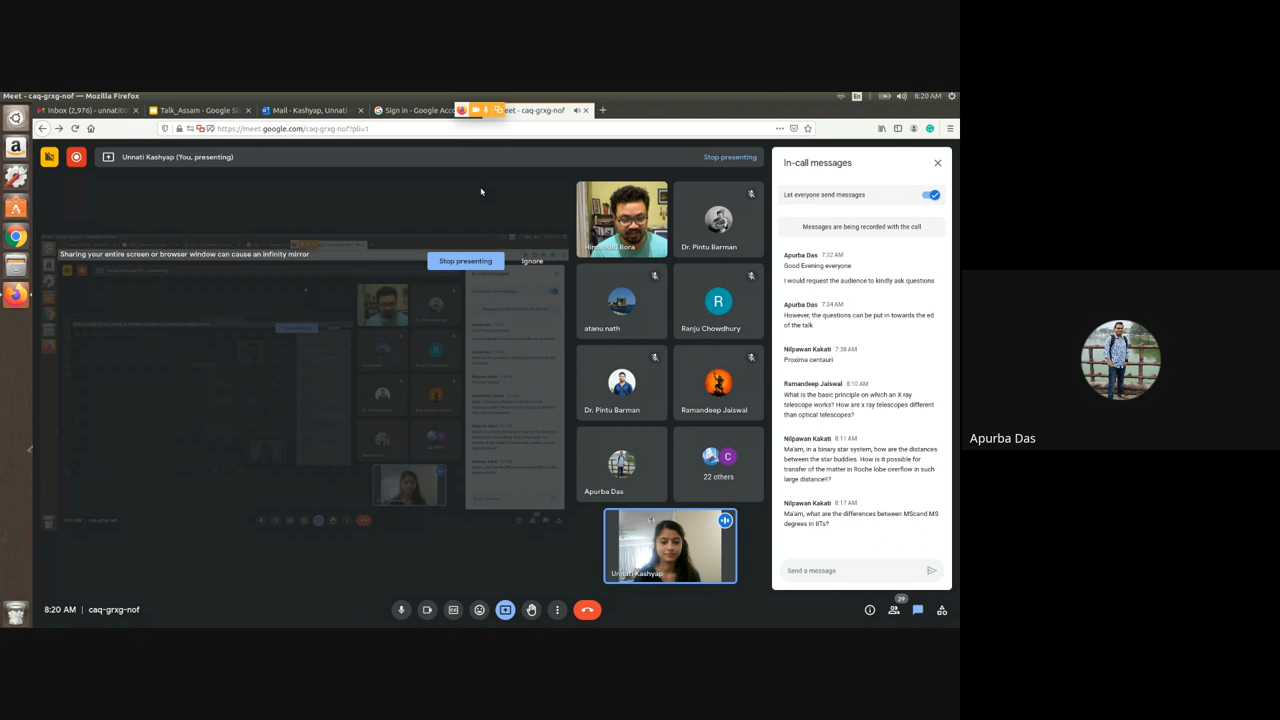 Meet - caq-grxg-nof - Mozilla Firefox
En
8:20 AM
Inbox (2,976) - unnati
Talk_Assam - Google Sli
Mail - Kashyap, Unnati -
Sign in - Google Acco
eet - caq-grxg-nof
https://meet.google.com/caq-grxg-nof?pli=1
Unnati Kashyap (You, presenting)
Stop presenting
Sharing your entire screen or browser window can cause an infinity mirror
Stop presenting
Ignore
Bora
Dr. Pintu Barman
atanu nath
R
Ranju Chowdhury
Dr. Pintu Barman
Ramandeep Jaiswal
Apurba Das
C
22 others
Unnati Kashyap
In-call messages
Let everyone send messages
Messages are being recorded with the call
Apurba Das 7:32 AM
Good Evening everyone
I would request the audience to kindly ask questions
Apurba Das 7:34 AM
However, the questions can be put in towards the ed
of the talk
Nilpawan Kakati 7:38 AM
Proxima centauri
Ramandeep Jaiswal 8:10 AM
What is the basic principle on which an X ray
telescope works? How are x ray telescopes different
than optical telescopes?
Nilpawan Kakati 8:11 AM
Ma'am, in a binary star system, how are the distances
between the star buddies. How is it possible for
transfer of the matter in Roche lobe overflow in such
large distance!!?
Nilpawan Kakati 8:17 AM
Ma'am, what are the differences between MScand MS
degrees in IITs?
Send a message
8:20 AM | caq-grxg-nof
29
Apurba Das